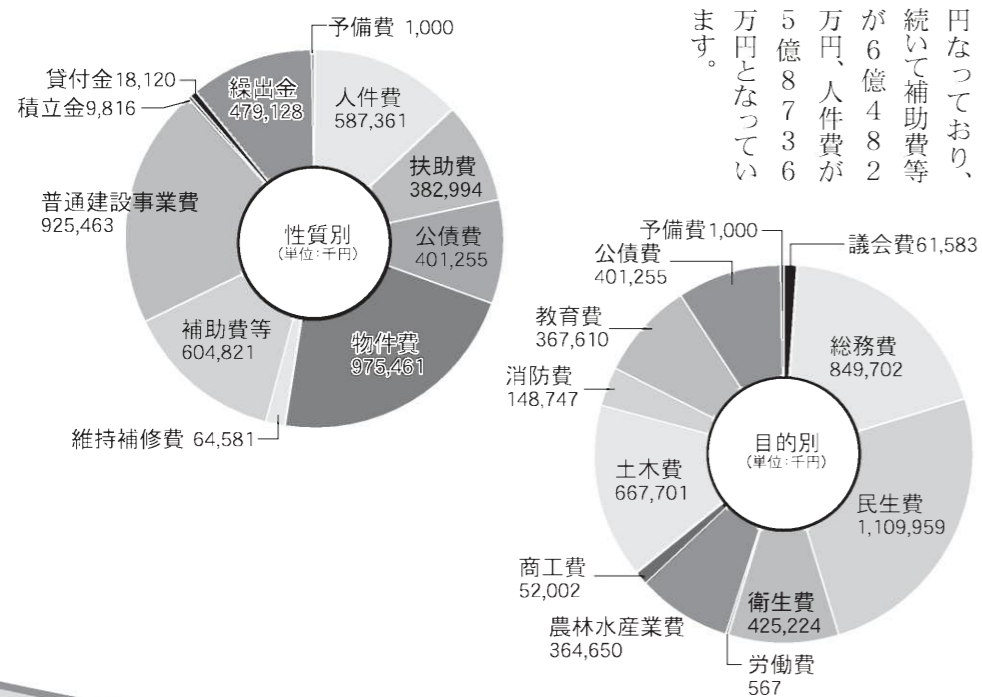 円なっており、
続いて補助費等
が6億482
万円、人件費が
5億8736
万円となってい
ます。
予備費 1,000
人件費
587,361
扶助費
382,994
公債費
401,255
物件費
975,461
維持補修費 64,581
補助費等
604,821
普通建設事業費
925,463
積立金9,816
貸付金18,120
繰出金
479,128
性質別
(単位:千円)
予備費1,000
議会費61,583
総務費
849,702
民生費
1,109,959
衛生費
425,224
労働費
567
農林水産業費
364,650
商工費
52,002
土木費
667,701
消防費
148,747
教育費
367,610
公債費
401,255
目的別
(単位:千円)